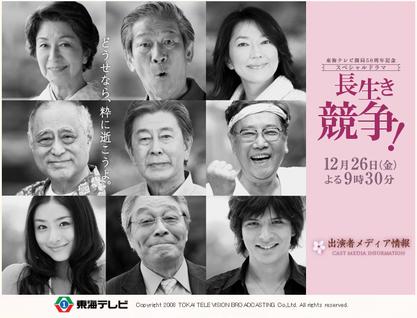 どうせなら、粋に逝こうよ。
東海テレビ開局50周年記念
スペシャルドラマ
長生き
競争!
12月26日(金)
よる9時30分
出演者メディア情報
CAST MEDIA INFORMATION
1 東海テレビ Copyright 2008 TOKAI TELEVISION BROADCASTING Co.,Ltd. All rights reserved.